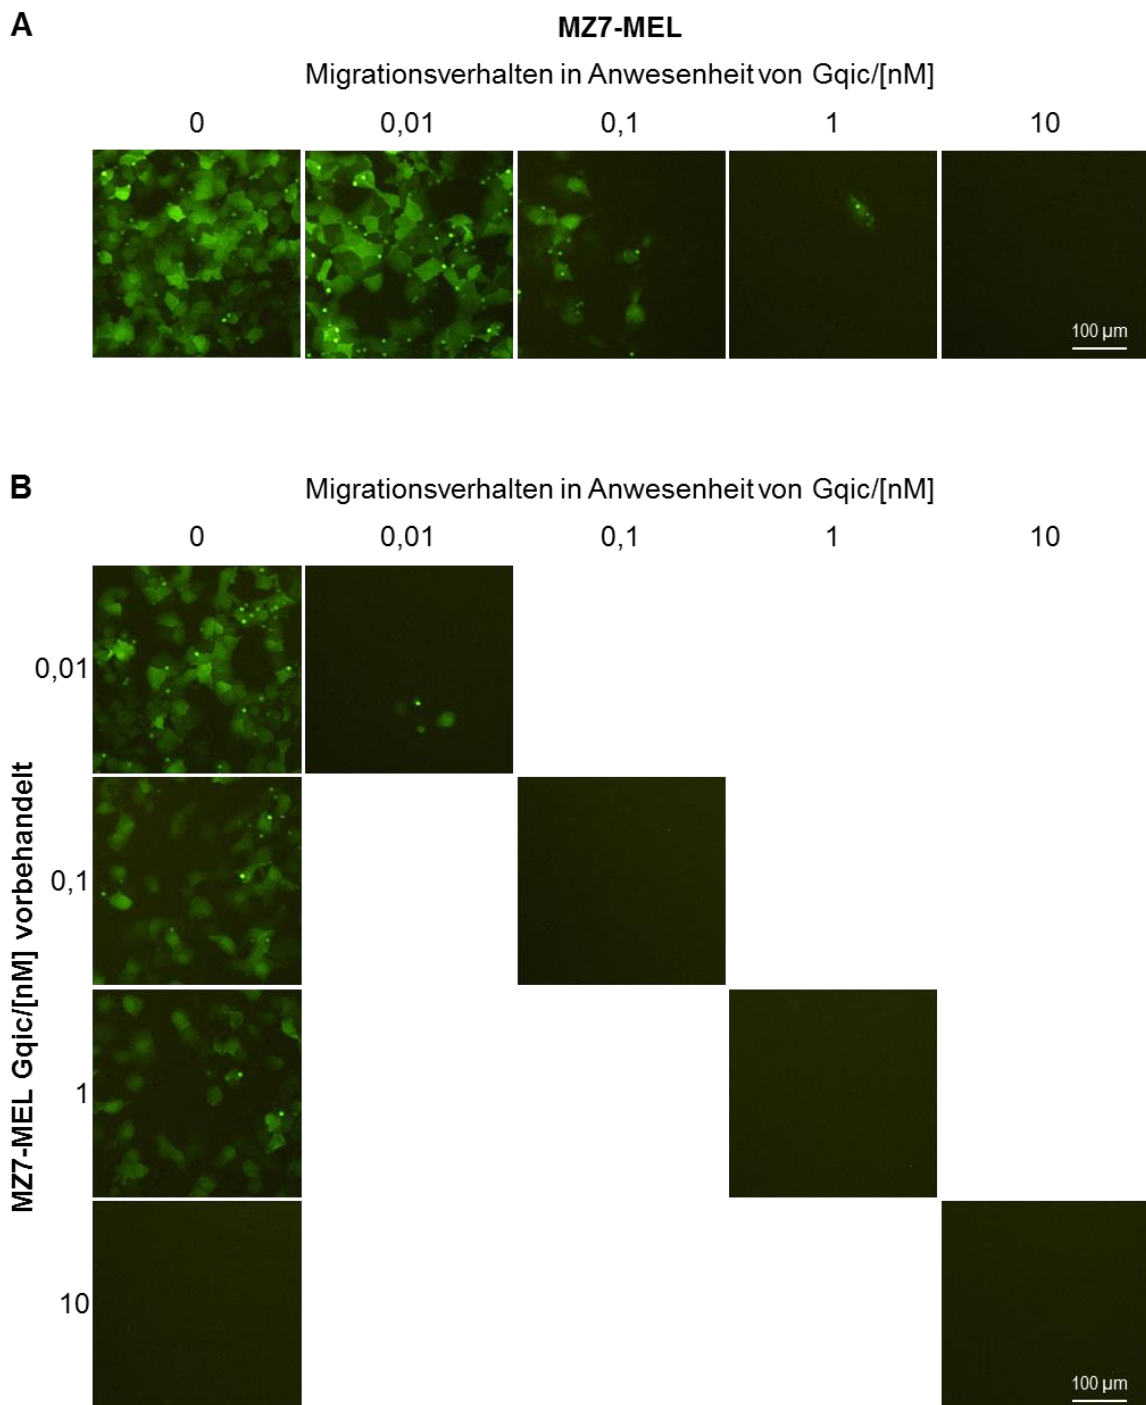 A
MZ7-MEL
Migrationsverhalten in Anwesenheit von Gqic/[nM]
0 0,01 0,1 1 10
100 µm
B
Migrationsverhalten in Anwesenheit von Gqic/[nM]
0 0,01 0,1 1 10
MZ7-MEL Gqic/[nM] vorbehandelt
0,01
0,1
1
10
100 µm